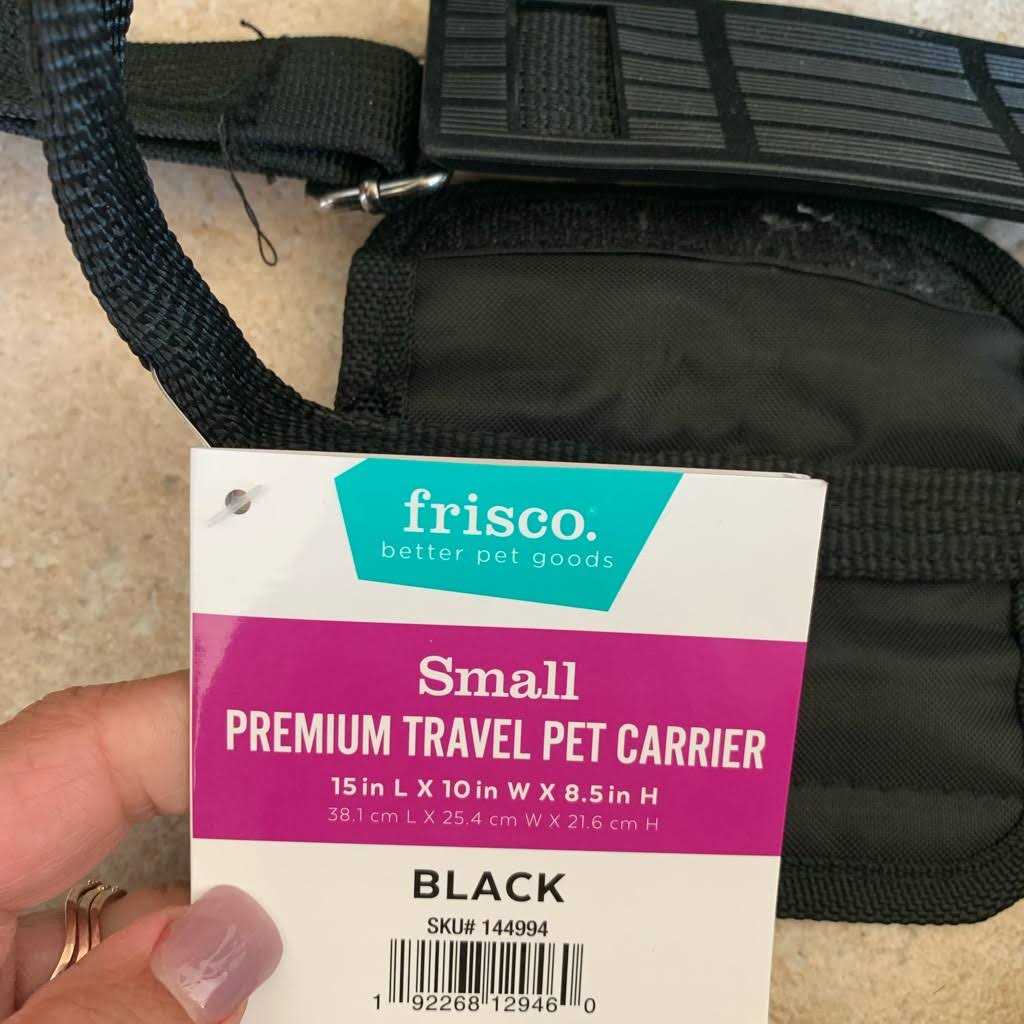 frisco.
better pet goods
Small
PREMIUM TRAVEL PET CARRIER
15 in L X 10 in W X 8.5 in H
38.1 cm L X 25.4 cm W X 21.6 cm H
BLACK
SKU# 144994
1 92268 12946 0